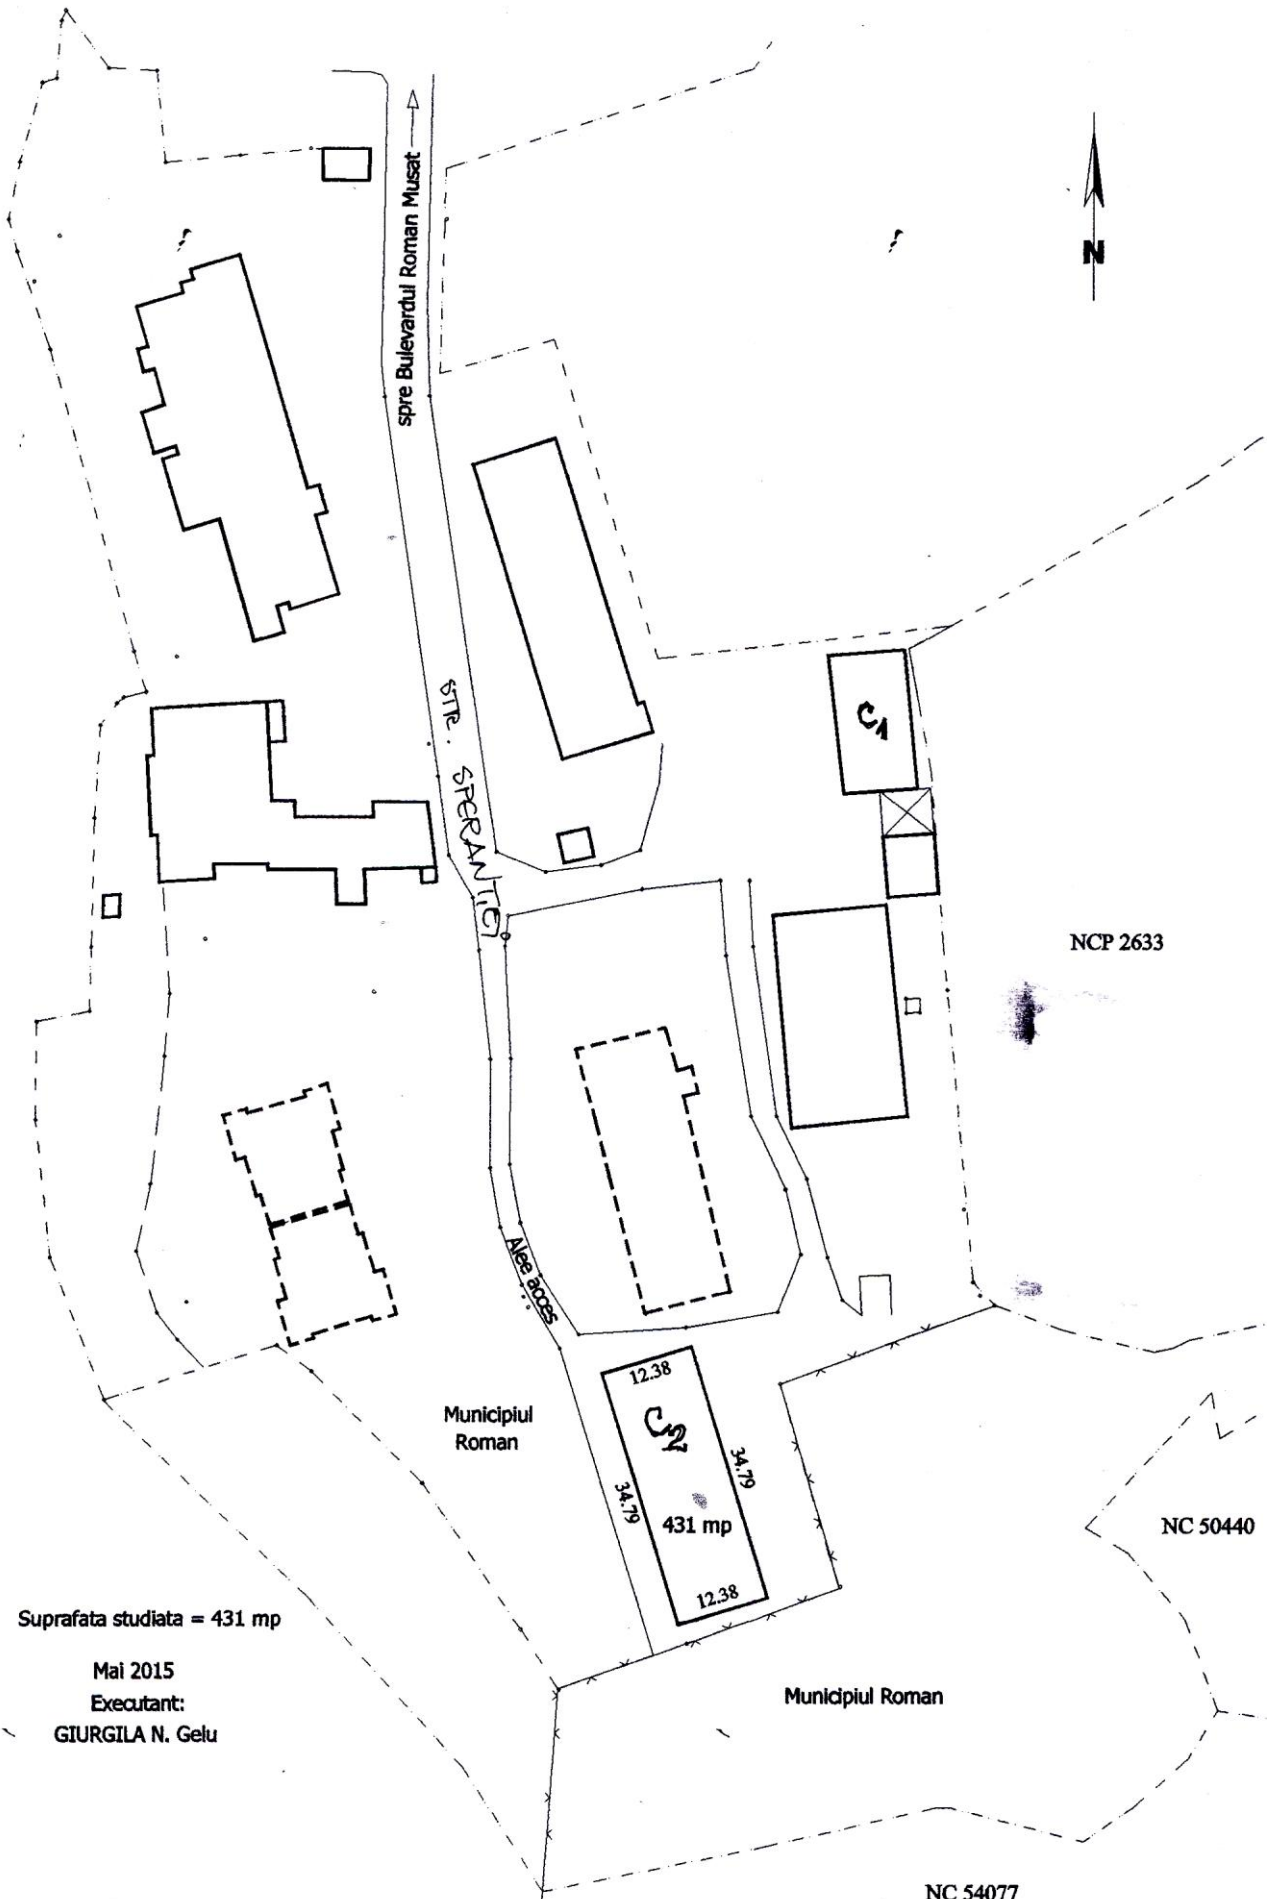 spre Bulevardul Roman Musat
N
STR. SPERANTEI
C1
NCP 2633
Alee acces
Municipiul
Roman
12.38
C2
34.79
34.79
431 mp
12.38
NC 50440
Suprafata studiata = 431 mp
Mai 2015
Executant:
GIURGILA N. Gelu
Municipiul Roman
NC 54077